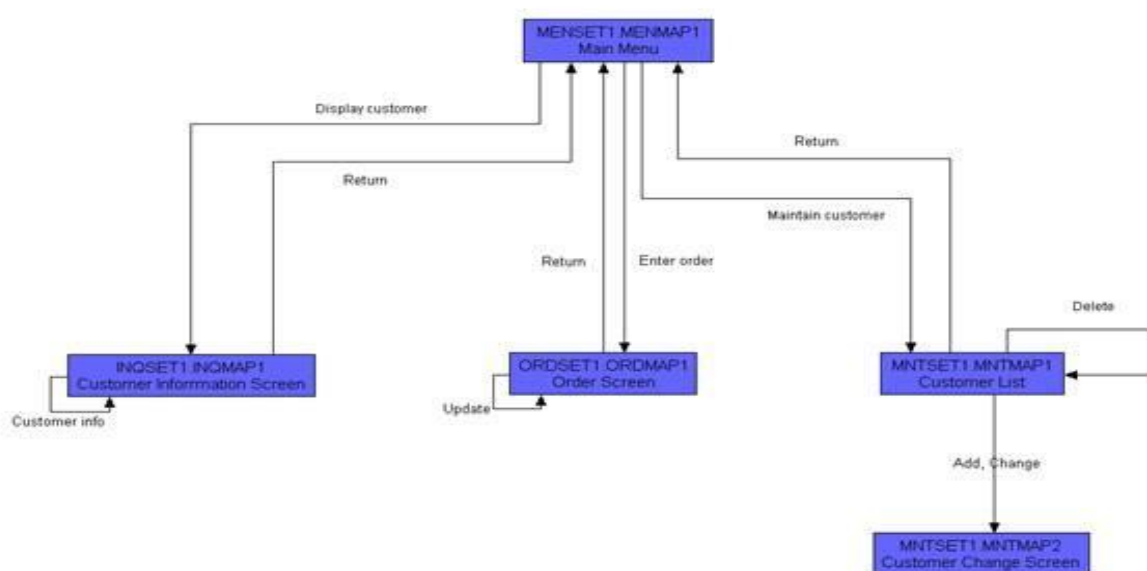 MENSET1.MENMAP1
Main Menu
Display customer
Return
Return
Maintain customer
Return
Enter order
Delete
INQSET1.INQMAP1
Customer Inforrmation Screen
ORDSET1.ORDMAP1
Order Screen
MNTSET1.MNTMAP1
Customer List
Customer info
Update
Add, Change
MNTSET1.MNTMAP2
Customer Change Screen